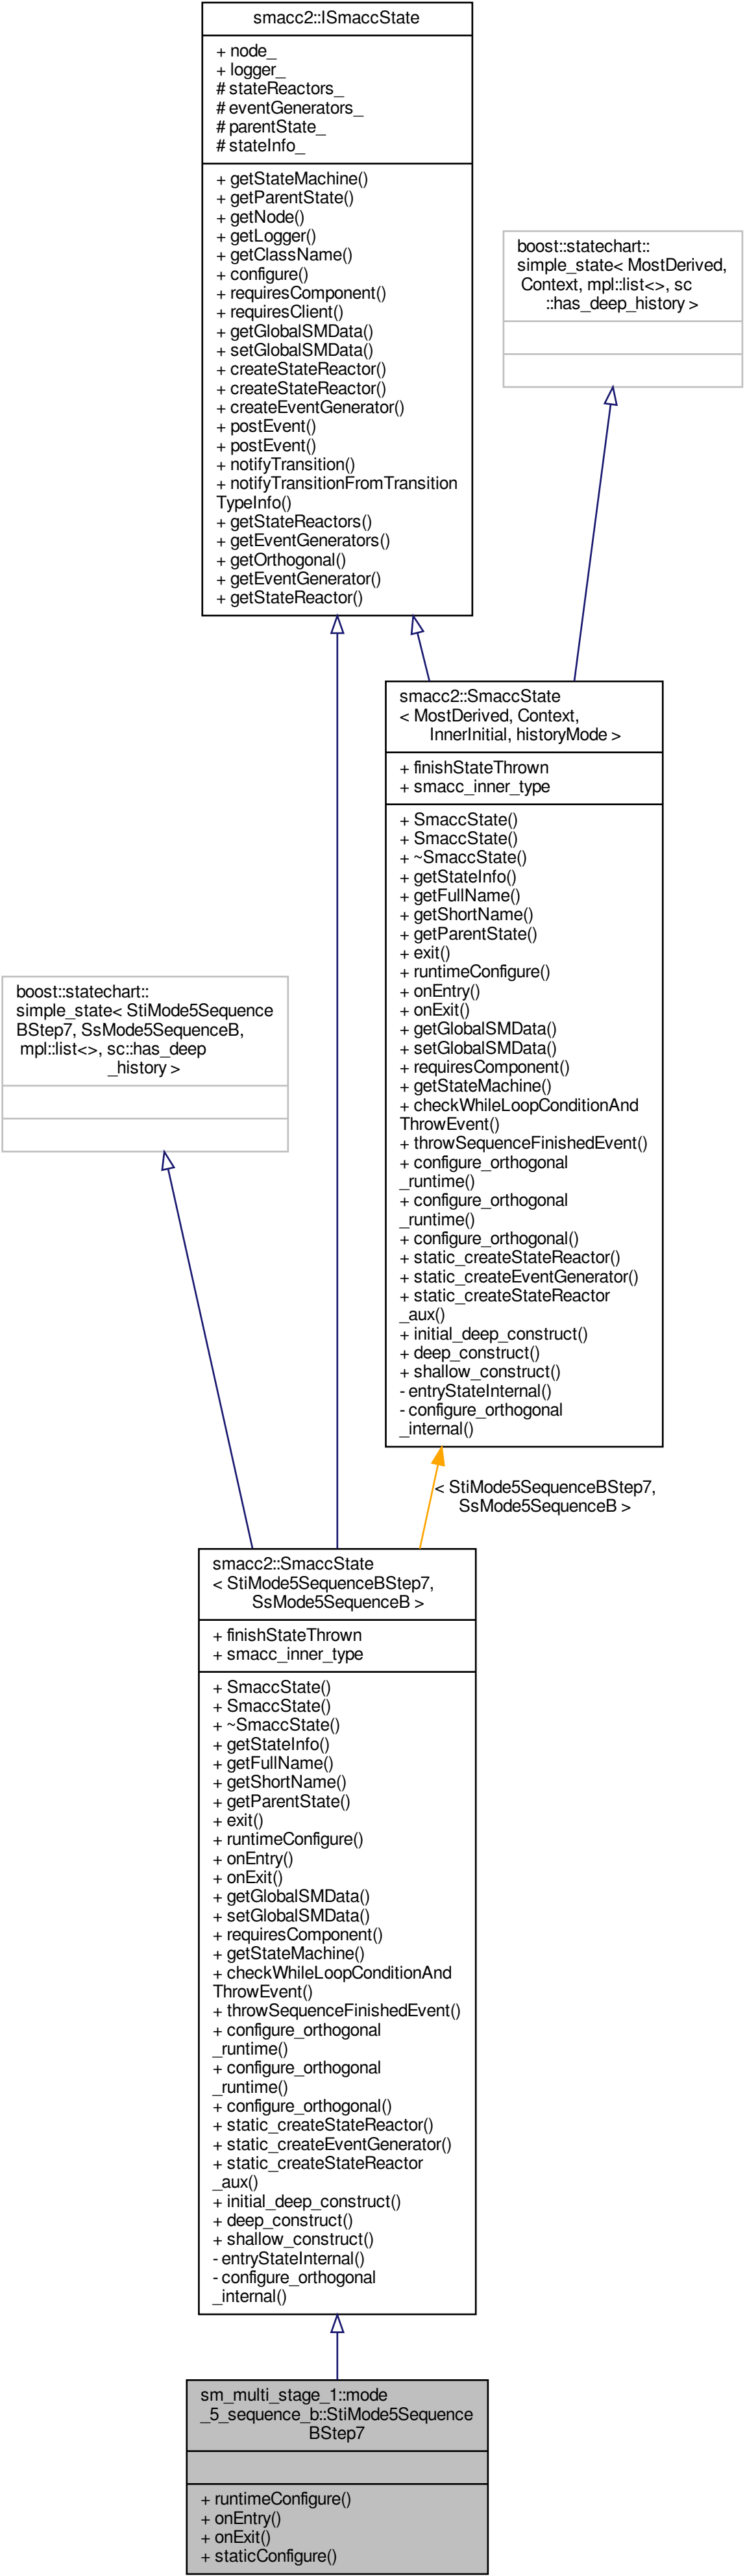 smacc2::ISmaccState
+ node_
+ logger_
# stateReactors_
# eventGenerators_
# parentState_
# stateInfo_
+ getStateMachine()
+ getParentState()
+ getNode()
+ getLogger()
+ getClassName()
+ configure()
+ requiresComponent()
+ requiresClient()
+ getGlobalSMData()
+ setGlobalSMData()
+ createStateReactor()
+ createStateReactor()
+ createEventGenerator()
+ postEvent()
+ postEvent()
+ notifyTransition()
+ notifyTransitionFromTransition
TypeInfo()
+ getStateReactors()
+ getEventGenerators()
+ getOrthogonal()
+ getEventGenerator()
+ getStateReactor()
boost::statechart::
simple_state< MostDerived,
Context, mpl::list<>, sc
::has_deep_history >
smacc2::SmaccState
< MostDerived, Context,
InnerInitial, historyMode >
+ finishStateThrown
+ smacc_inner_type
+ SmaccState()
+ SmaccState()
+ ~SmaccState()
+ getStateInfo()
+ getFullName()
+ getShortName()
+ getParentState()
+ exit()
+ runtimeConfigure()
+ onEntry()
+ onExit()
+ getGlobalSMData()
+ setGlobalSMData()
+ requiresComponent()
+ getStateMachine()
+ checkWhileLoopConditionAnd
ThrowEvent()
+ throwSequenceFinishedEvent()
+ configure_orthogonal
_runtime()
+ configure_orthogonal
_runtime()
+ configure_orthogonal()
+ static_createStateReactor()
+ static_createEventGenerator()
+ static_createStateReactor
_aux()
+ initial_deep_construct()
+ deep_construct()
+ shallow_construct()
- entryStateInternal()
- configure_orthogonal
_internal()
boost::statechart::
simple_state< StiMode5Sequence
BStep7, SsMode5SequenceB,
mpl::list<>, sc::has_deep
_history >
< StiMode5SequenceBStep7,
SsMode5SequenceB >
smacc2::SmaccState
< StiMode5SequenceBStep7,
SsMode5SequenceB >
+ finishStateThrown
+ smacc_inner_type
+ SmaccState()
+ SmaccState()
+ ~SmaccState()
+ getStateInfo()
+ getFullName()
+ getShortName()
+ getParentState()
+ exit()
+ runtimeConfigure()
+ onEntry()
+ onExit()
+ getGlobalSMData()
+ setGlobalSMData()
+ requiresComponent()
+ getStateMachine()
+ checkWhileLoopConditionAnd
ThrowEvent()
+ throwSequenceFinishedEvent()
+ configure_orthogonal
_runtime()
+ configure_orthogonal
_runtime()
+ configure_orthogonal()
+ static_createStateReactor()
+ static_createEventGenerator()
+ static_createStateReactor
_aux()
+ initial_deep_construct()
+ deep_construct()
+ shallow_construct()
- entryStateInternal()
- configure_orthogonal
_internal()
sm_multi_stage_1::mode
_5_sequence_b::StiMode5Sequence
BStep7
+ runtimeConfigure()
+ onEntry()
+ onExit()
+ staticConfigure()